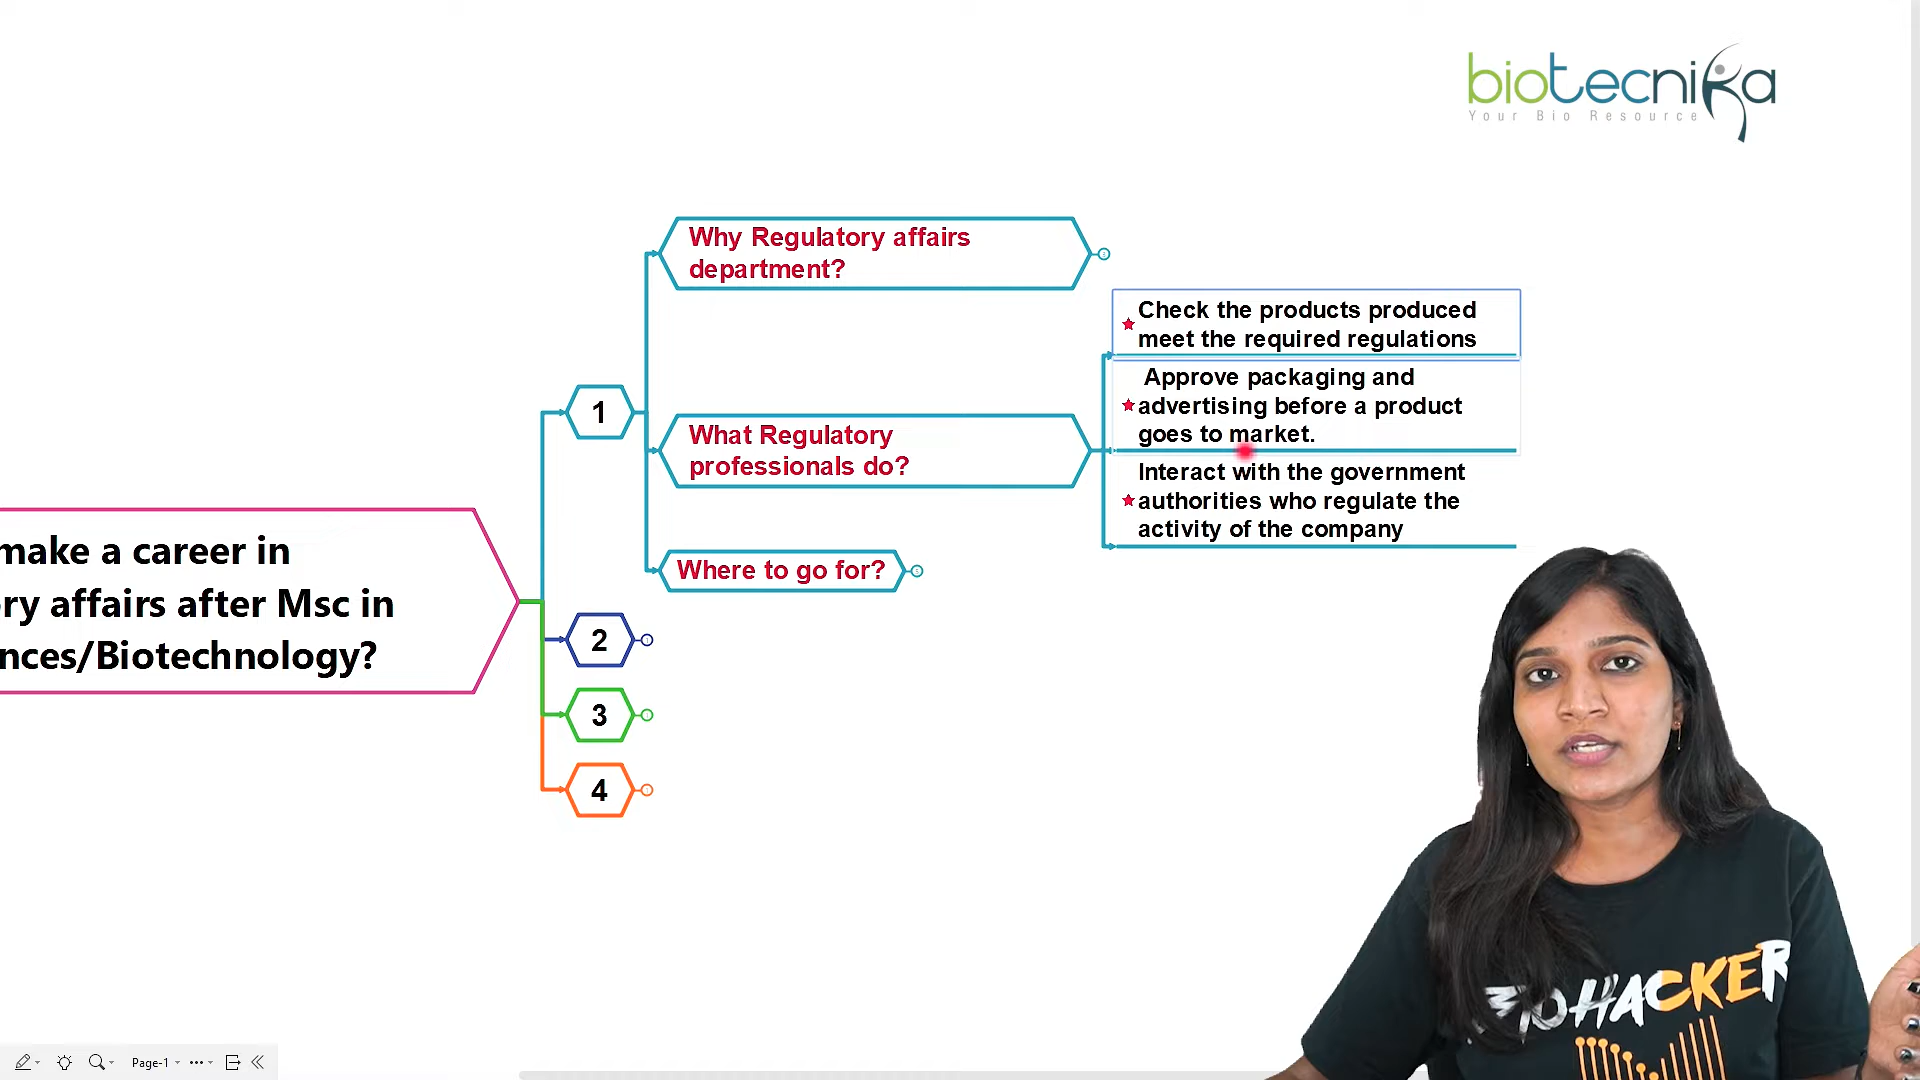 biotecnika
Your Bio Resource
Why Regulatory affairs
department?
Check the products produced
meet the required regulations
Approve packaging and
advertising before a product
goes to market.
1
What Regulatory
professionals do?
Interact with the government
authorities who regulate the
activity of the company
make a career in
ry affairs after Msc in
nces/Biotechnology?
Where to go for?
2
3
4
BIOHACKER
Page-1